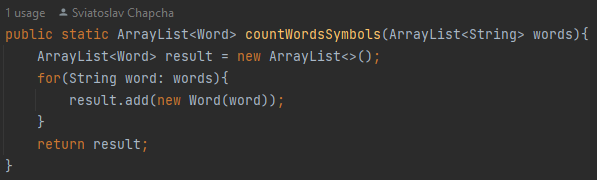 1 usage Sviatoslav Chapcha
public static ArrayList<Word> countWordsSymbols(ArrayList<String> words){
    ArrayList<Word> result = new ArrayList<>();
    for(String word: words){
        result.add(new Word(word));
    }
    return result;
}